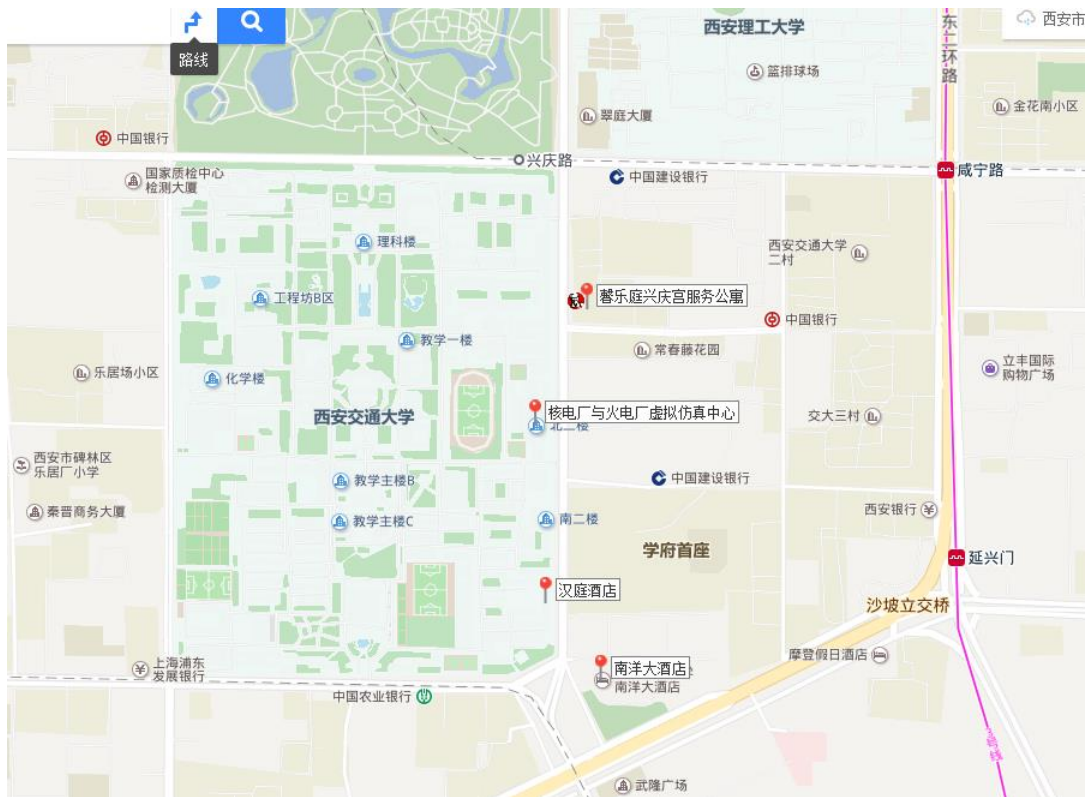 西安市
路线
西安理工大学
东二环路
篮排球场
金花南小区
翠庭大厦
中国银行
兴庆路
咸宁路
国家质检中心
检测大厦
中国建设银行
理科楼
西安交通大学
二村
工程坊B区
馨乐庭兴庆宫服务公寓
中国银行
教学一楼
常春藤花园
立丰国际
购物广场
乐居场小区
化学楼
西安交通大学
核电厂与火电厂虚拟仿真中心
交大三村
西安市碑林区
乐居厂小学
教学主楼B
中国建设银行
秦晋商务大厦
教学主楼C
南二楼
西安银行
学府首座
延兴门
汉庭酒店
沙坡立交桥
上海浦东
发展银行
南洋大酒店
南洋大酒店
摩登假日酒店
中国农业银行
3号线
武隆广场